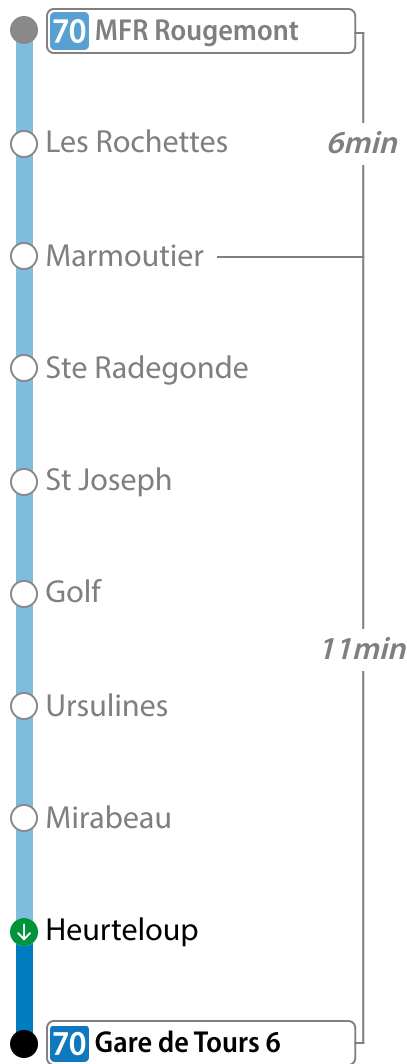 70 MFR Rougemont
Les Rochettes
6min
Marmoutier
Ste Radegonde
St Joseph
Golf
11min
Ursulines
Mirabeau
Heurteloup
70 Gare de Tours 6